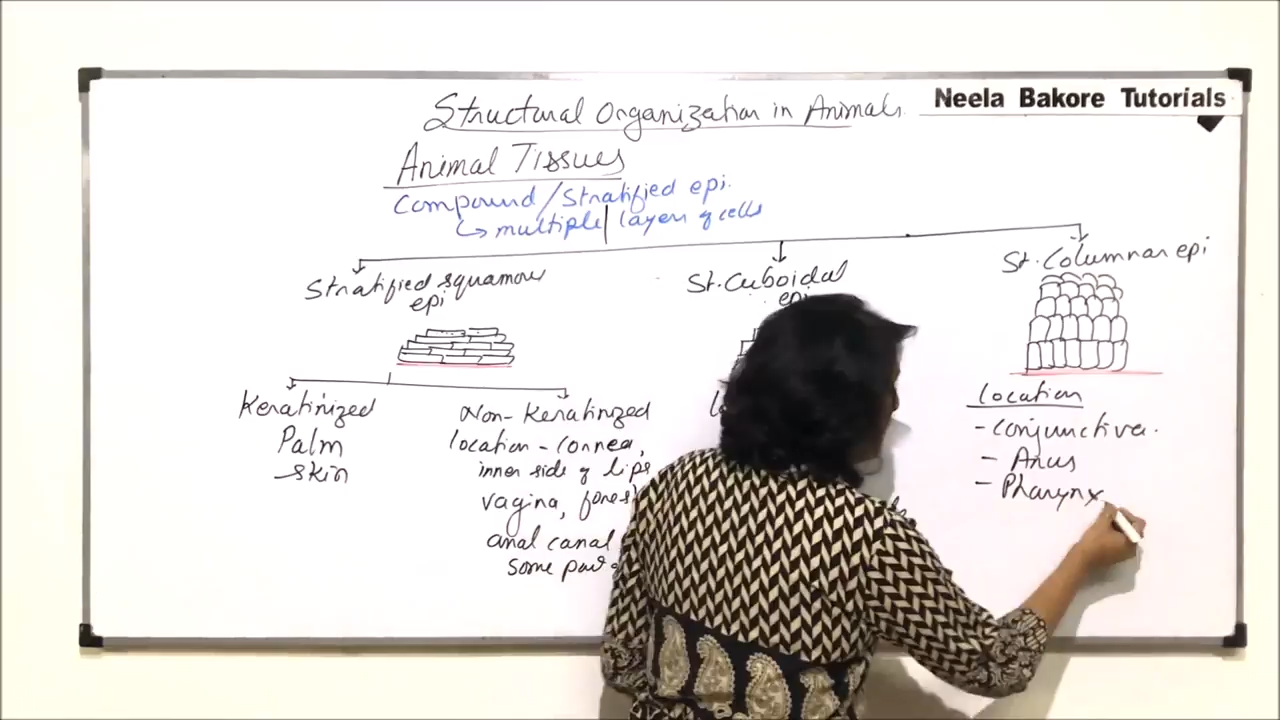 Structural Organization in Animals.
Neela Bakore Tutorials
Animal Tissues
Compound/Stratified epi.
↳ multiple layers of cells
Stratified squamous
epi
St. Cuboidal
epi
St. Columnar epi
Keratinized
Palm
- skin
Non-Keratinized
location - Cornea,
inner side of lips
vagina,
anal canal
some part
Location
- Conjunctiva.
- Anus
- Pharynx